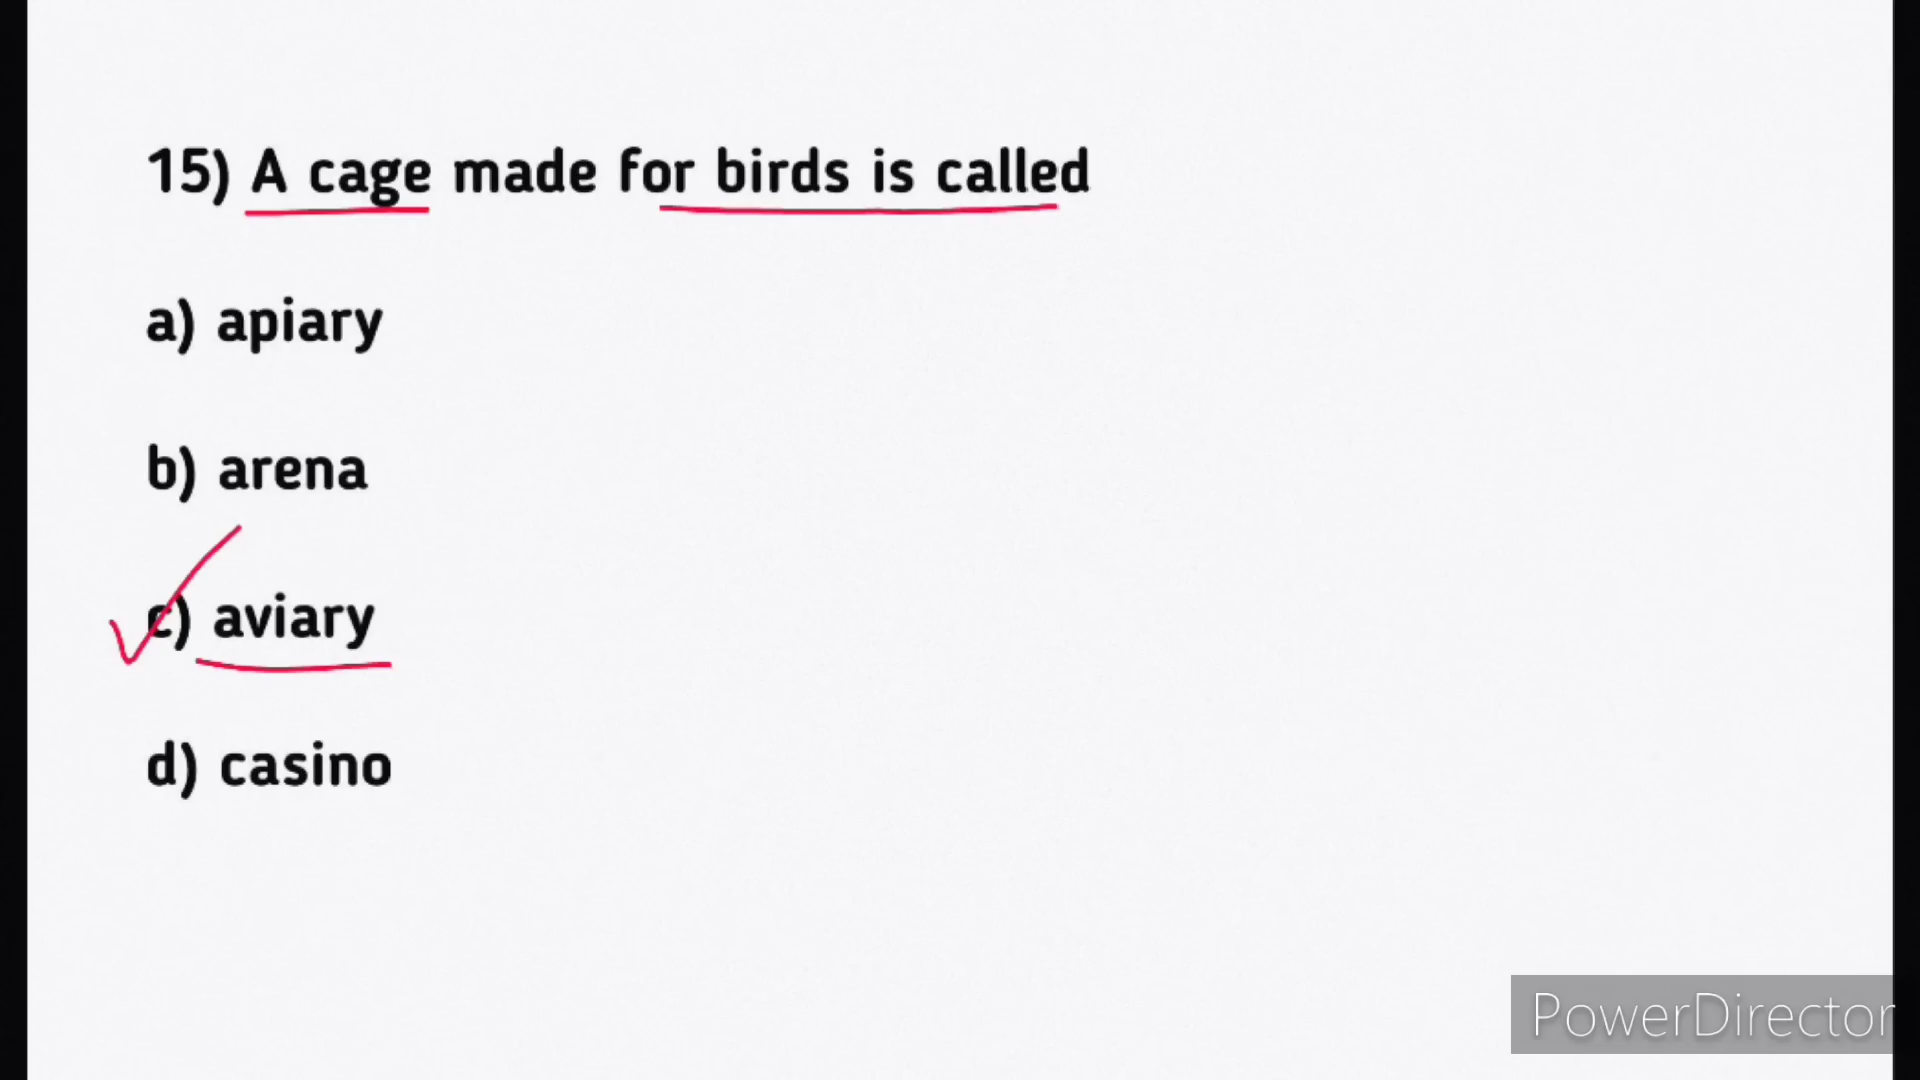 15) A cage made for birds is called
a) apiary
b) arena
c) aviary
d) casino
PowerDirector